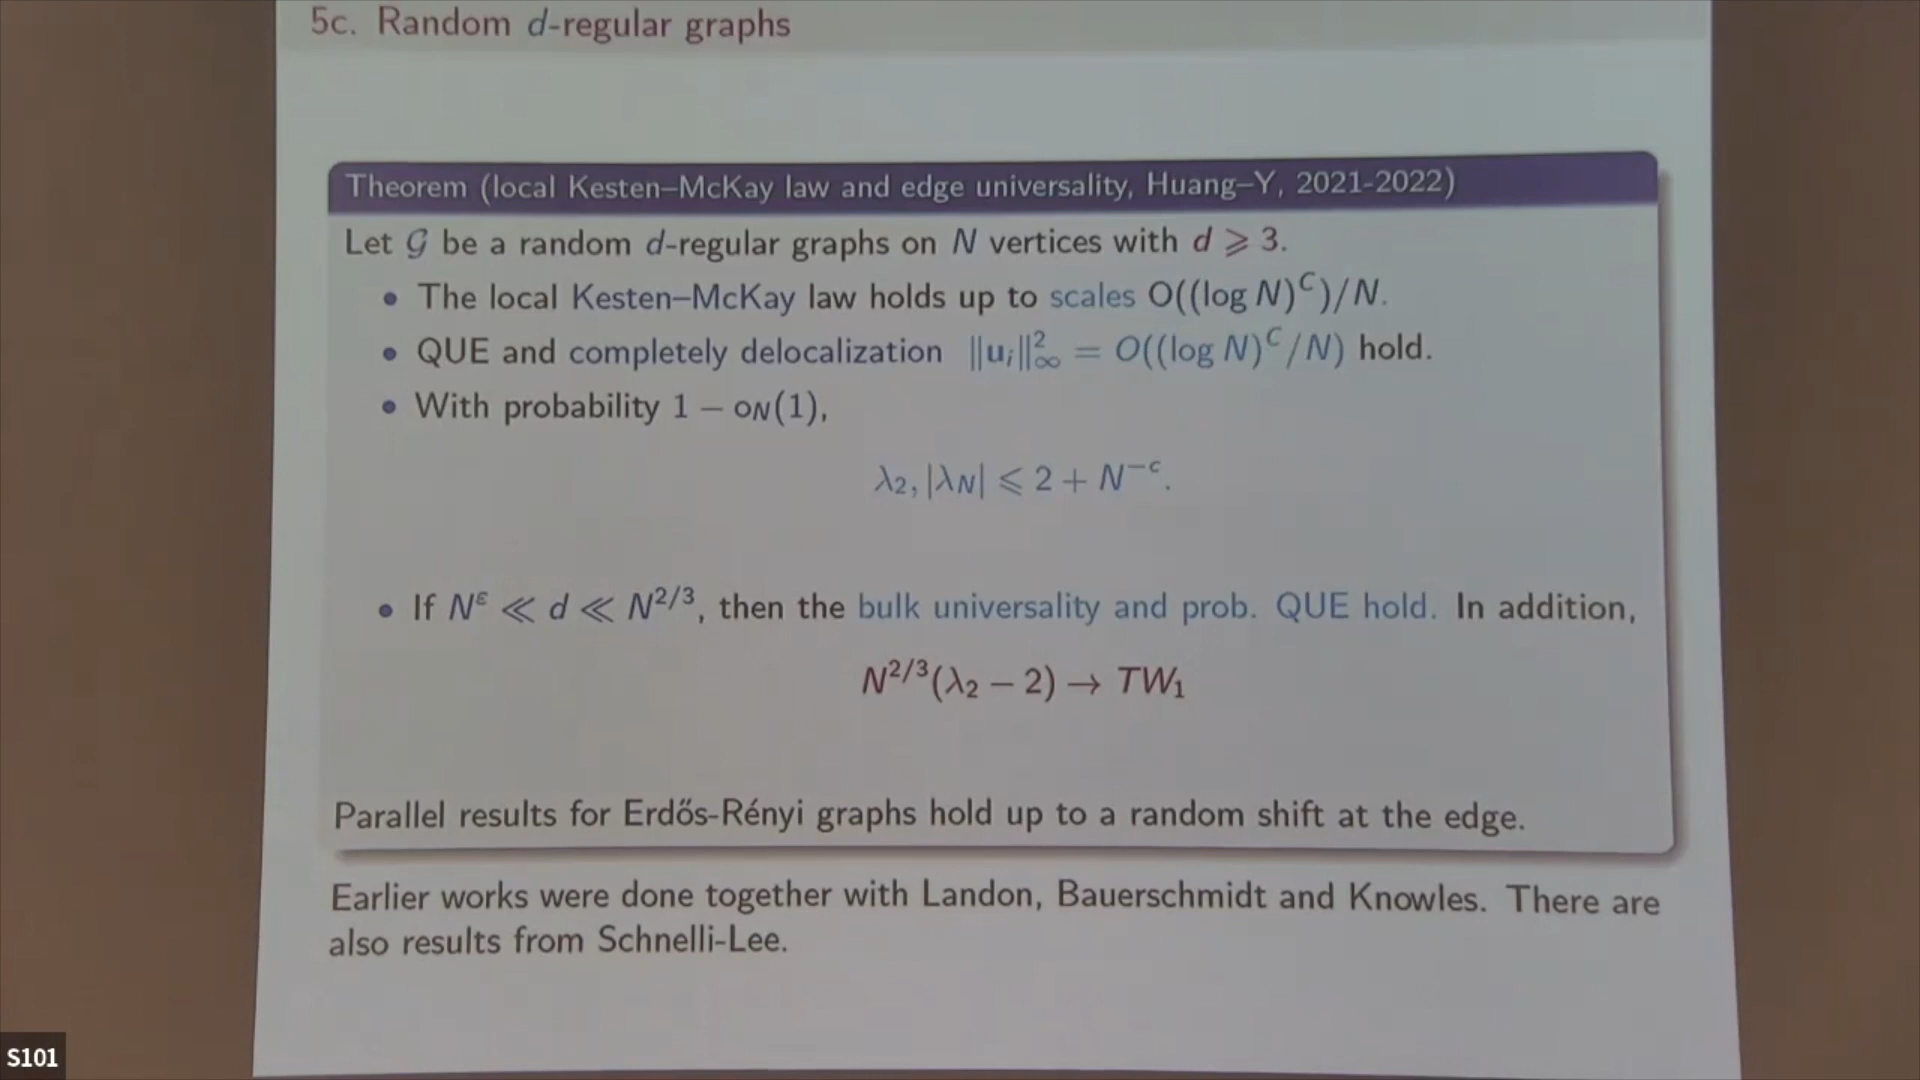 5c. Random d-regular graphs
Theorem (local Kesten–McKay law and edge universality, Huang–Y, 2021-2022)
Let 𝒢 be a random d-regular graphs on N vertices with d ⩾ 3.
• The local Kesten–McKay law holds up to scales O((log N)^C)/N.
• QUE and completely delocalization ‖u_i‖²_∞ = O((log N)^C/N) hold.
• With probability 1 − o_N(1),
λ₂, |λ_N| ⩽ 2 + N^{−c}.
• If N^ε ≪ d ≪ N^{2/3}, then the bulk universality and prob. QUE hold. In addition,
N^{2/3}(λ₂ − 2) → TW₁
Parallel results for Erdős-Rényi graphs hold up to a random shift at the edge.
Earlier works were done together with Landon, Bauerschmidt and Knowles. There are
also results from Schnelli-Lee.
S101